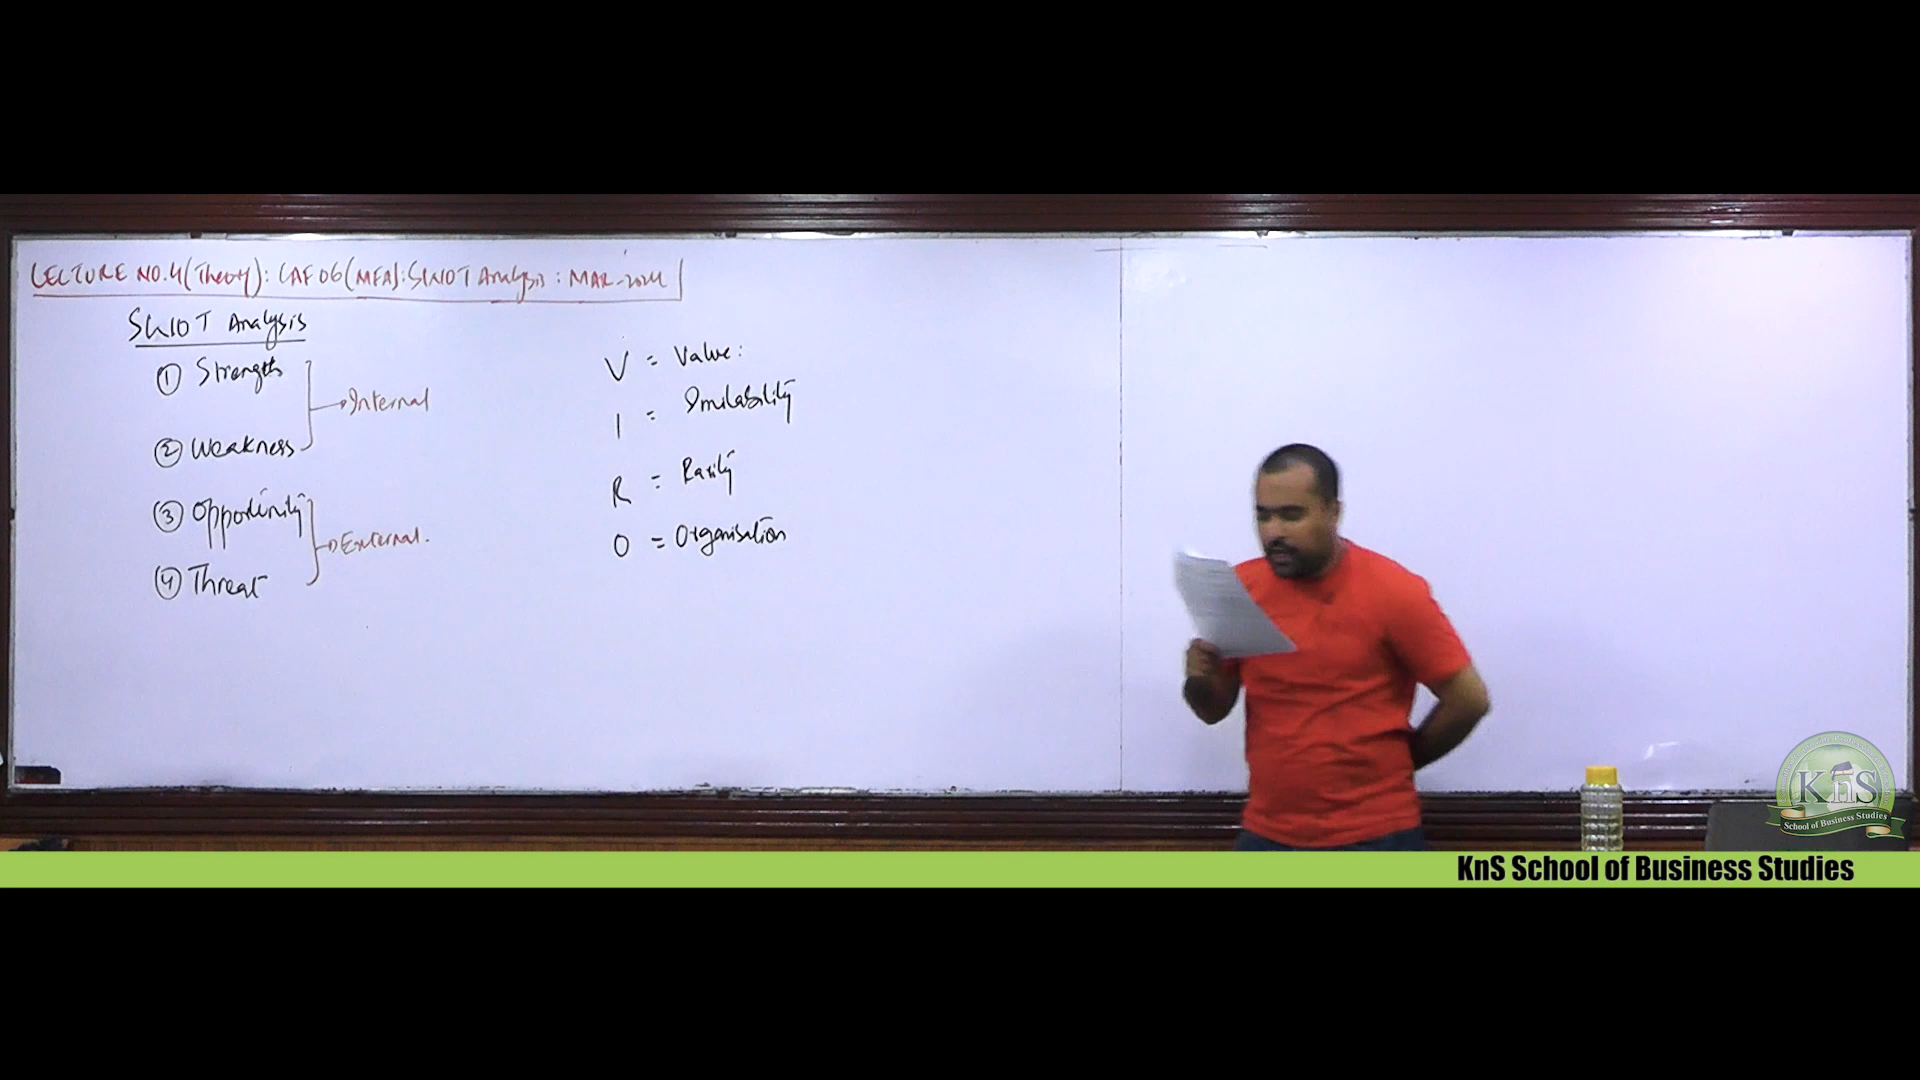 LECTURE NO.4 (Theory): CAF 06 (MFA): SWOT Analysis: MAR-2024
SWOT Analysis
① Strength
→ Internal
② Weakness
③ Opportunity
→ External.
④ Threat
V = Value:
I = Imitability
R = Rarity
O = Organisation
KnS
School of Business Studies
KnS School of Business Studies